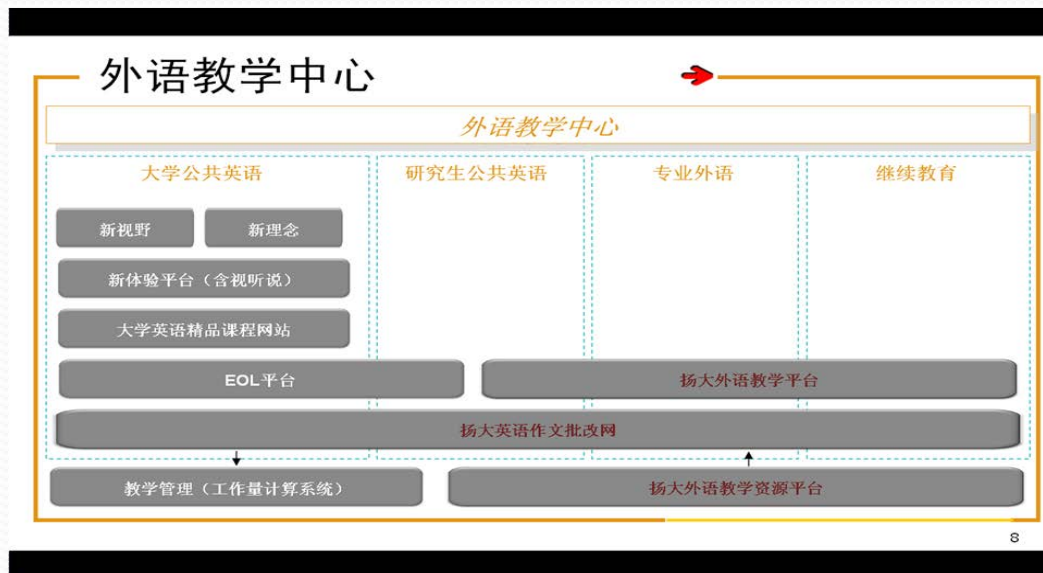 外语教学中心
外语教学中心
大学公共英语
研究生公共英语
专业外语
继续教育
新视野
新理念
新体验平台（含视听说）
大学英语精品课程网站
EOL平台
扬大外语教学平台
扬大英语作文批改网
教学管理（工作量计算系统）
扬大外语教学资源平台
8